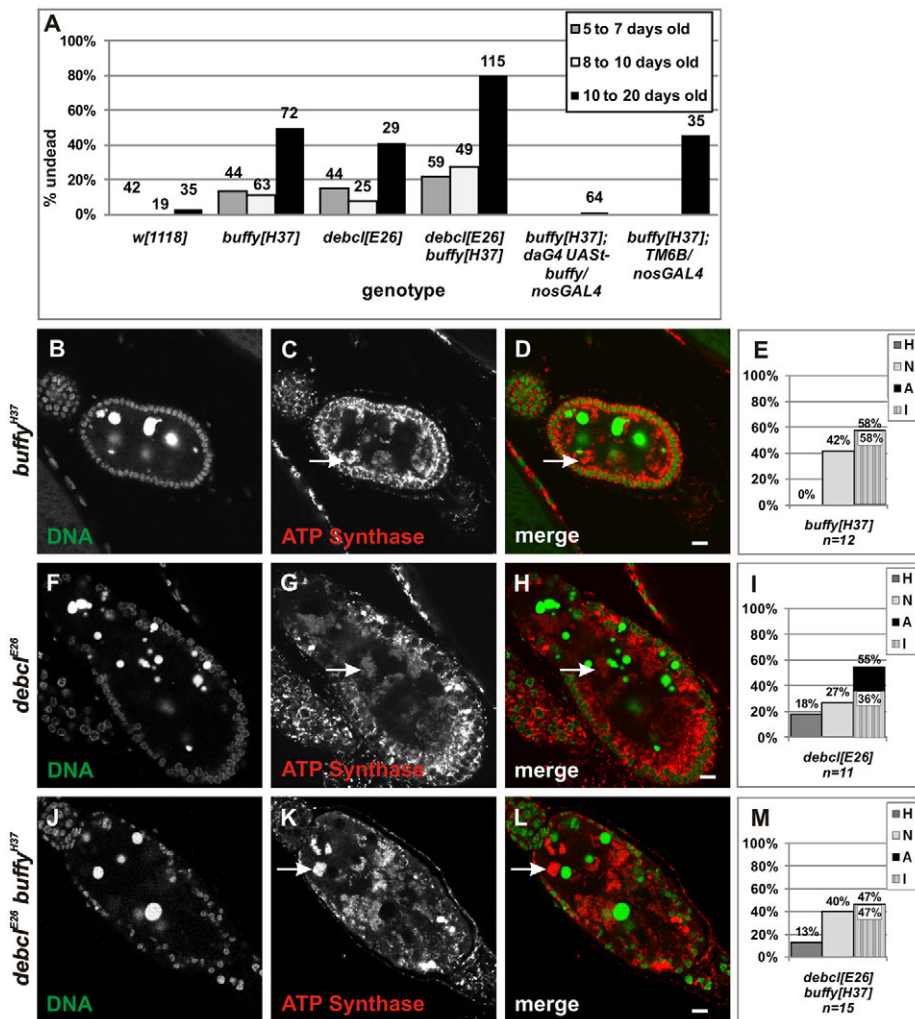 A
100%
80%
60%
40%
20%
0%
% undead
5 to 7 days old
8 to 10 days old
10 to 20 days old
42
19
35
44
63
72
44
25
29
59
49
115
64
35
w[1118]
buffy[H37]
debcl[E26]
debcl[E26]
buffy[H37]
buffy[H37];
daG4 UASt-
buffy/
nosGAL4
buffy[H37];
TM6B/
nosGAL4
genotype
buffy^H37
B
DNA
C
ATP Synthase
D
merge
E
H
N
A
I
100%
80%
60%
40%
20%
0%
0%
42%
58%
58%
buffy[H37]
n=12
debcl^E26
F
DNA
G
ATP Synthase
H
merge
I
H
N
A
I
100%
80%
60%
40%
20%
0%
18%
27%
55%
36%
debcl[E26]
n=11
debcl^E26 buffy^H37
J
DNA
K
ATP Synthase
L
merge
M
H
N
A
I
100%
80%
60%
40%
20%
0%
13%
40%
47%
47%
debcl[E26]
buffy[H37]
n=15